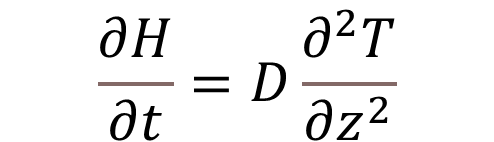 ∂H/∂t = D ∂²T/∂z²